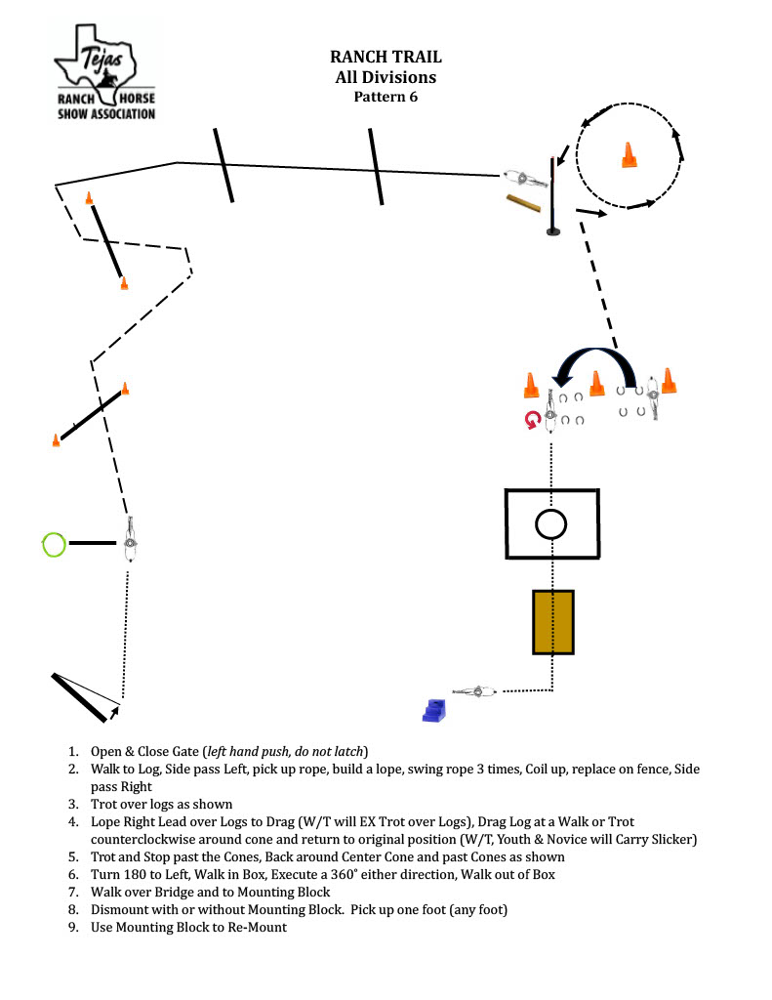 Tejas
RANCH HORSE
SHOW ASSOCIATION
RANCH TRAIL
All Divisions
Pattern 6
1. Open & Close Gate (left hand push, do not latch)
2. Walk to Log, Side pass Left, pick up rope, build a lope, swing rope 3 times, Coil up, replace on fence, Side
pass Right
3. Trot over logs as shown
4. Lope Right Lead over Logs to Drag (W/T will EX Trot over Logs), Drag Log at a Walk or Trot
counterclockwise around cone and return to original position (W/T, Youth & Novice will Carry Slicker)
5. Trot and Stop past the Cones, Back around Center Cone and past Cones as shown
6. Turn 180 to Left, Walk in Box, Execute a 360˚ either direction, Walk out of Box
7. Walk over Bridge and to Mounting Block
8. Dismount with or without Mounting Block. Pick up one foot (any foot)
9. Use Mounting Block to Re-Mount